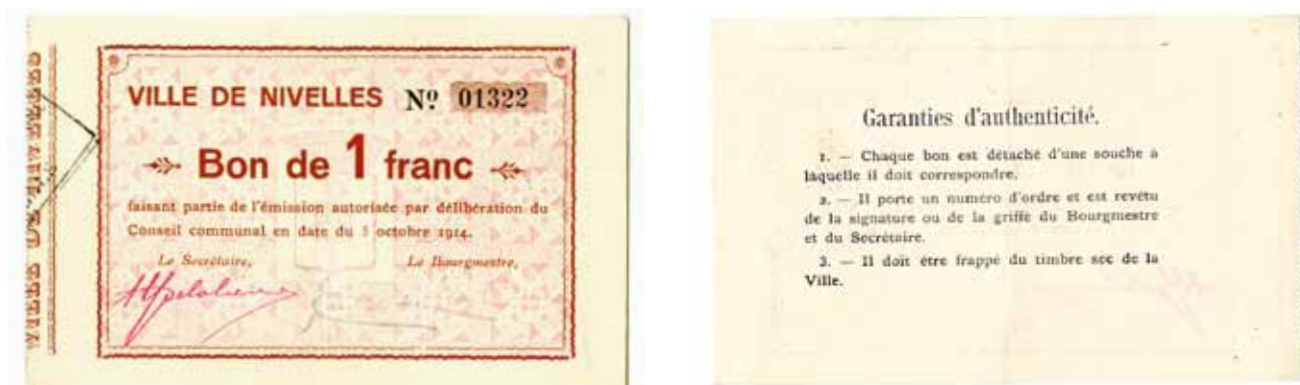 VILLE DE NIVELLES
VILLE DE NIVELLES Nº 01322
Bon de 1 franc
faisant partie de l'émission autorisée par délibération du
Conseil communal en date du 5 octobre 1914.
Le Secrétaire, Le Bourgmestre,
Garanties d'authenticité.
1. — Chaque bon est détaché d'une souche à
laquelle il doit correspondre.
2. — Il porte un numéro d'ordre et est revêtu
de la signature ou de la griffe du Bourgmestre
et du Secrétaire.
3. — Il doit être frappé du timbre sec de la
Ville.